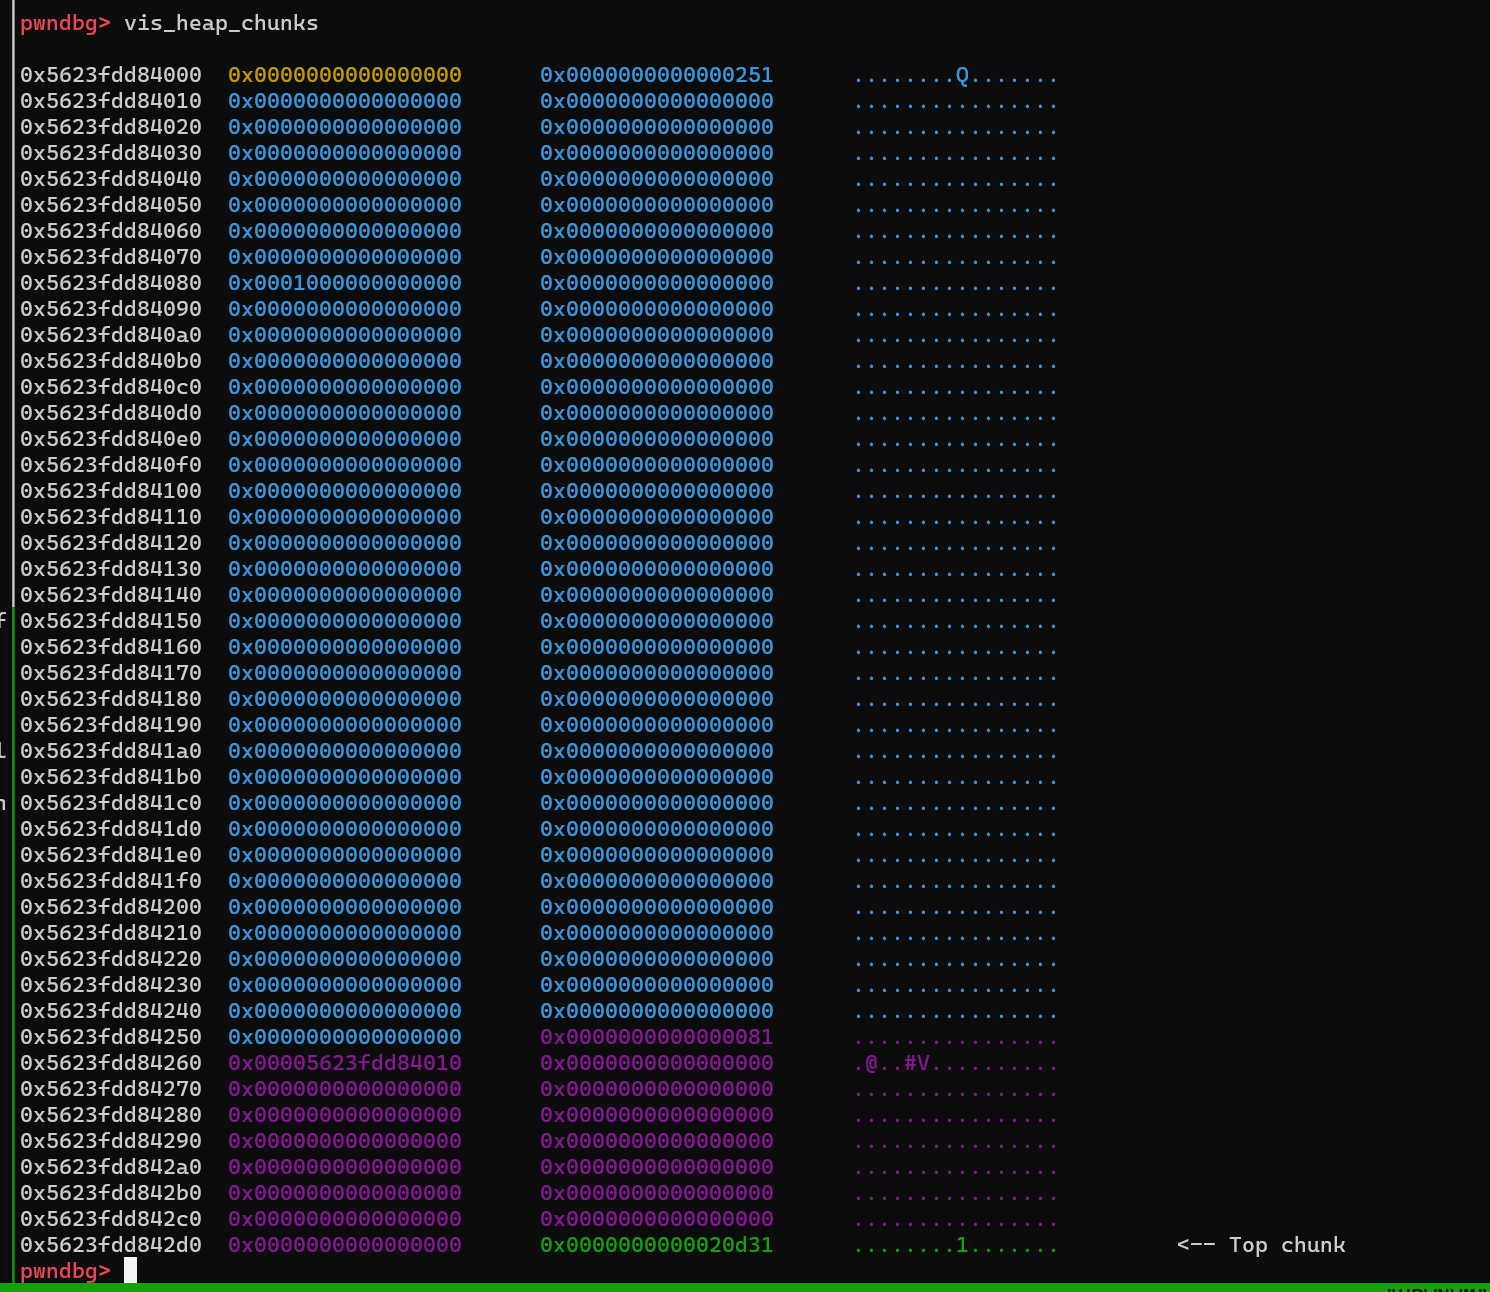 pwndbg> vis_heap_chunks
0x5623fdd84000 0x0000000000000000 0x0000000000000251 ........Q.......
0x5623fdd84010 0x0000000000000000 0x0000000000000000 ................
0x5623fdd84020 0x0000000000000000 0x0000000000000000 ................
0x5623fdd84030 0x0000000000000000 0x0000000000000000 ................
0x5623fdd84040 0x0000000000000000 0x0000000000000000 ................
0x5623fdd84050 0x0000000000000000 0x0000000000000000 ................
0x5623fdd84060 0x0000000000000000 0x0000000000000000 ................
0x5623fdd84070 0x0000000000000000 0x0000000000000000 ................
0x5623fdd84080 0x0001000000000000 0x0000000000000000 ................
0x5623fdd84090 0x0000000000000000 0x0000000000000000 ................
0x5623fdd840a0 0x0000000000000000 0x0000000000000000 ................
0x5623fdd840b0 0x0000000000000000 0x0000000000000000 ................
0x5623fdd840c0 0x0000000000000000 0x0000000000000000 ................
0x5623fdd840d0 0x0000000000000000 0x0000000000000000 ................
0x5623fdd840e0 0x0000000000000000 0x0000000000000000 ................
0x5623fdd840f0 0x0000000000000000 0x0000000000000000 ................
0x5623fdd84100 0x0000000000000000 0x0000000000000000 ................
0x5623fdd84110 0x0000000000000000 0x0000000000000000 ................
0x5623fdd84120 0x0000000000000000 0x0000000000000000 ................
0x5623fdd84130 0x0000000000000000 0x0000000000000000 ................
0x5623fdd84140 0x0000000000000000 0x0000000000000000 ................
f 0x5623fdd84150 0x0000000000000000 0x0000000000000000 ................
0x5623fdd84160 0x0000000000000000 0x0000000000000000 ................
0x5623fdd84170 0x0000000000000000 0x0000000000000000 ................
0x5623fdd84180 0x0000000000000000 0x0000000000000000 ................
0x5623fdd84190 0x0000000000000000 0x0000000000000000 ................
0x5623fdd841a0 0x0000000000000000 0x0000000000000000 ................
0x5623fdd841b0 0x0000000000000000 0x0000000000000000 ................
0x5623fdd841c0 0x0000000000000000 0x0000000000000000 ................
0x5623fdd841d0 0x0000000000000000 0x0000000000000000 ................
0x5623fdd841e0 0x0000000000000000 0x0000000000000000 ................
0x5623fdd841f0 0x0000000000000000 0x0000000000000000 ................
0x5623fdd84200 0x0000000000000000 0x0000000000000000 ................
0x5623fdd84210 0x0000000000000000 0x0000000000000000 ................
0x5623fdd84220 0x0000000000000000 0x0000000000000000 ................
0x5623fdd84230 0x0000000000000000 0x0000000000000000 ................
0x5623fdd84240 0x0000000000000000 0x0000000000000000 ................
0x5623fdd84250 0x0000000000000000 0x0000000000000081 ................
0x5623fdd84260 0x00005623fdd84010 0x0000000000000000 .@..#V..........
0x5623fdd84270 0x0000000000000000 0x0000000000000000 ................
0x5623fdd84280 0x0000000000000000 0x0000000000000000 ................
0x5623fdd84290 0x0000000000000000 0x0000000000000000 ................
0x5623fdd842a0 0x0000000000000000 0x0000000000000000 ................
0x5623fdd842b0 0x0000000000000000 0x0000000000000000 ................
0x5623fdd842c0 0x0000000000000000 0x0000000000000000 ................
0x5623fdd842d0 0x0000000000000000 0x0000000000020d31 ........1....... <-- Top chunk
pwndbg>